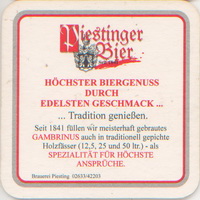 Piestinger
Bier
HÖCHSTER BIERGENUSS
DURCH
EDELSTEN GESCHMACK ...
... Tradition genießen.
Seit 1841 füllen wir meisterhaft gebrautes
GAMBRINUS auch in traditionell gepichte
Holzfässer (12,5, 25 und 50 ltr.) - als
SPEZIALITÄT FÜR HÖCHSTE
ANSPRÜCHE.
Brauerei Piesting 02633/42203